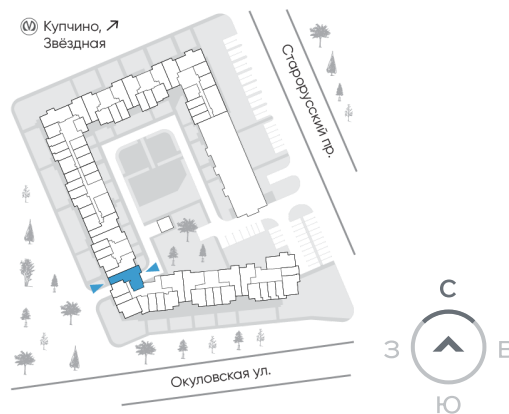 Купчино, ↗
Звёздная
Старорусский пр.
Окуловская ул.
С
З
В
Ю